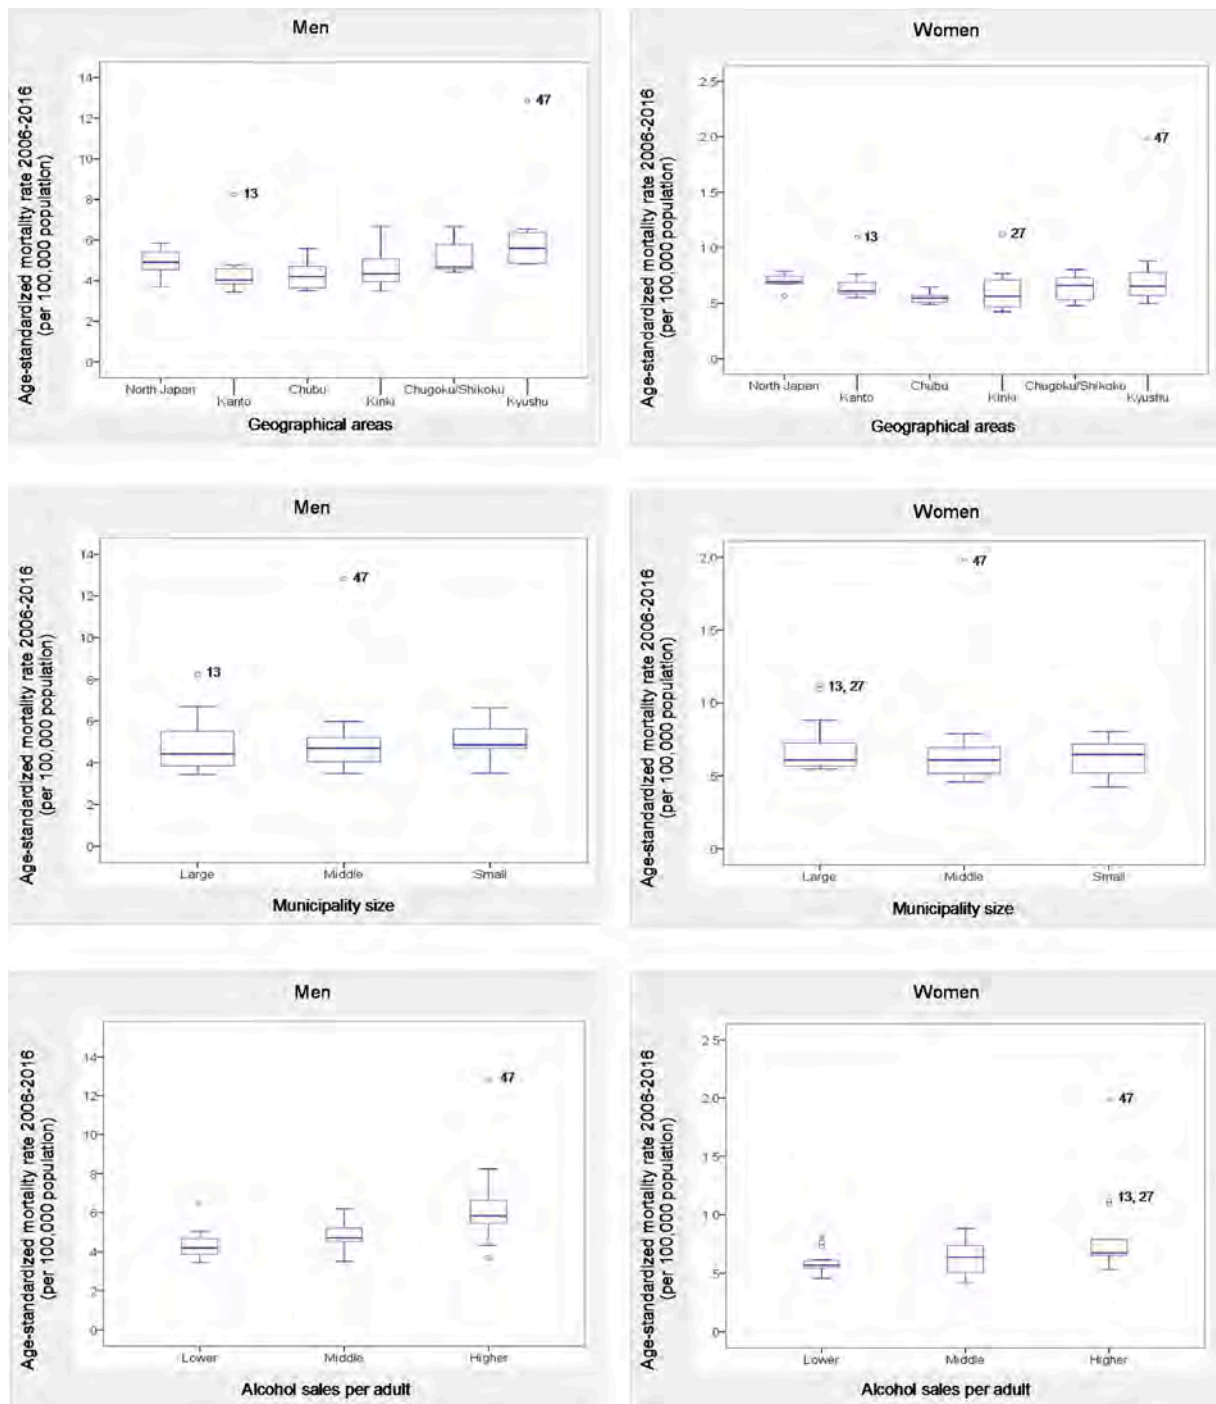 Men
Age-standardized mortality rate 2006-2016
(per 100,000 population)
14
12
10
8
6
4
2
0
13
47
North Japan
Kanto
Chubu
Kinki
Chugoku/Shikoku
Kyushu
Geographical areas
Women
Age-standardized mortality rate 2006-2016
(per 100,000 population)
2.5
2.0
1.5
1.0
.5
0
13
27
47
North Japan
Kanto
Chubu
Kinki
Chugoku/Shikoku
Kyushu
Geographical areas
Men
Age-standardized mortality rate 2006-2016
(per 100,000 population)
14
12
10
8
6
4
2
0
13
47
Large
Middle
Small
Municipality size
Women
Age-standardized mortality rate 2006-2016
(per 100,000 population)
2.0
1.5
1.0
.5
0
13, 27
47
Large
Middle
Small
Municipality size
Men
Age-standardized mortality rate 2006-2016
(per 100,000 population)
14
12
10
8
6
4
2
0
47
Lower
Middle
Higher
Alcohol sales per adult
Women
Age-standardized mortality rate 2006-2016
(per 100,000 population)
2.5
2.0
1.5
1.0
.5
0
47
13, 27
Lower
Middle
Higher
Alcohol sales per adult